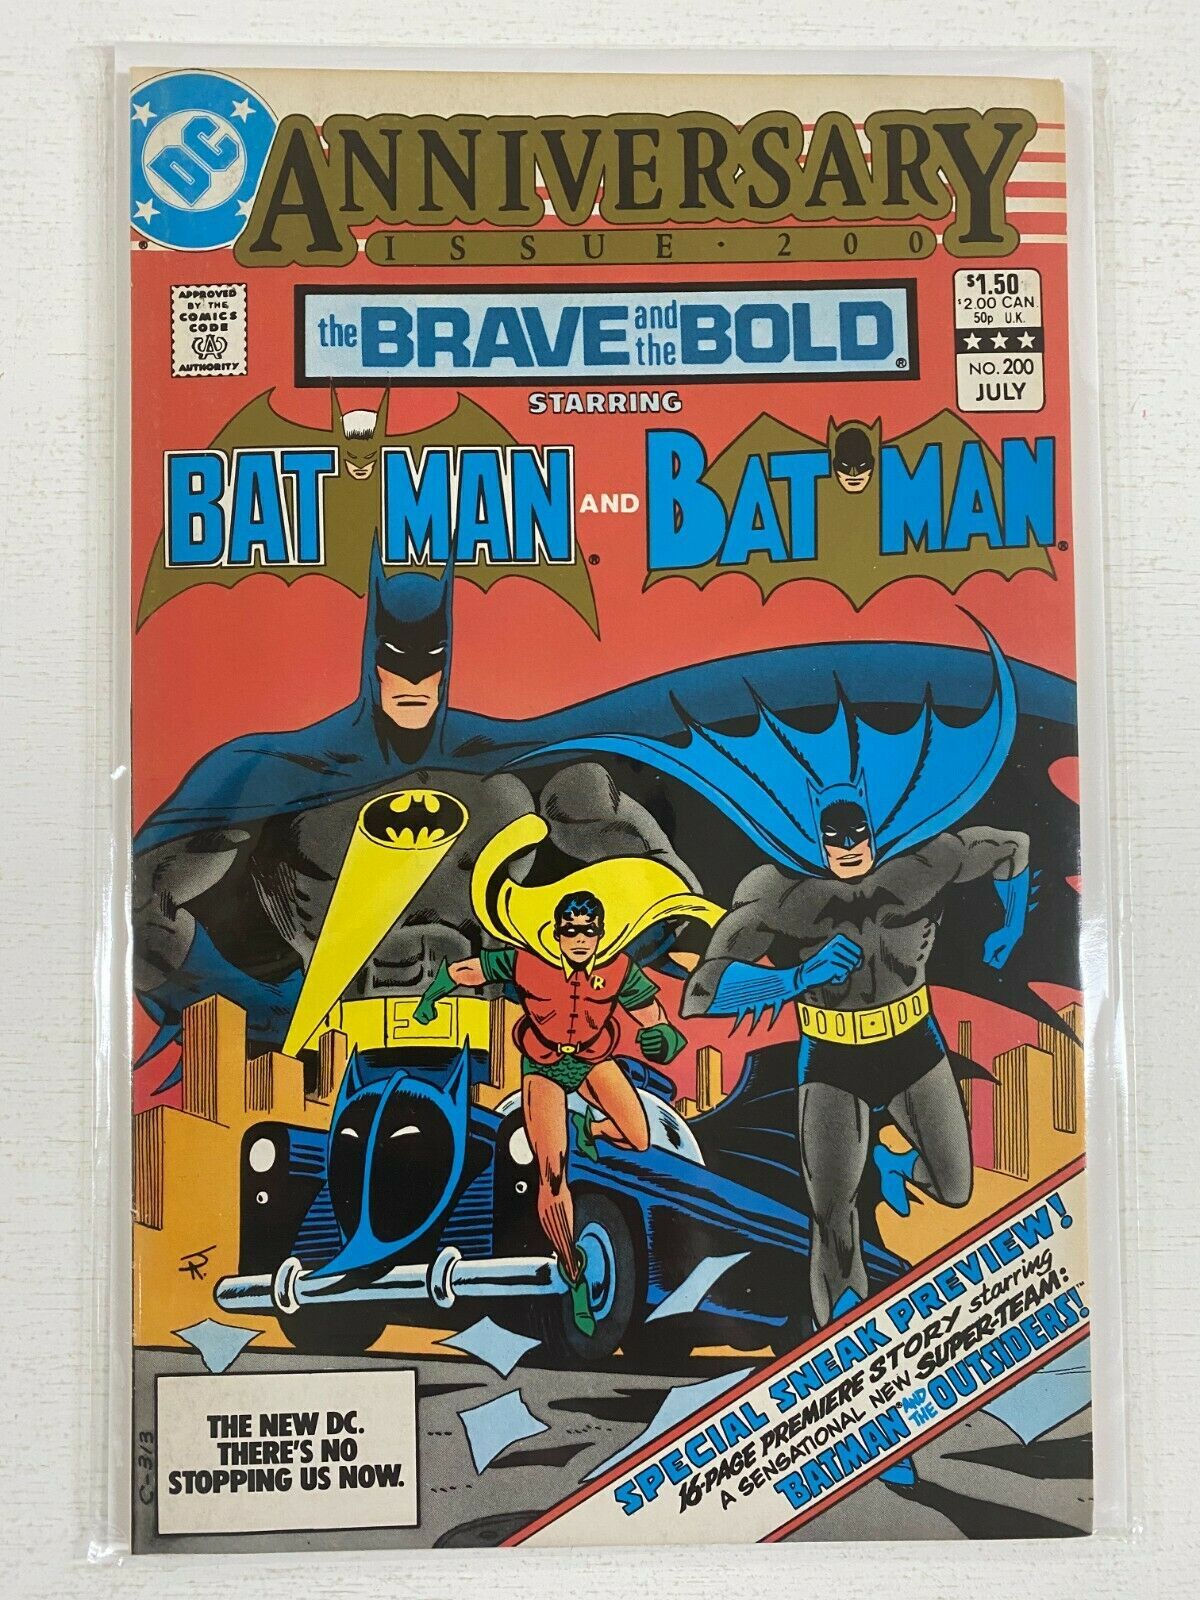 DC
®
ANNIVERSARY
ISSUE · 200
APPROVED
BY THE
COMICS
CODE
AUTHORITY
the BRAVE and the BOLD®
$1.50
$2.00 CAN.
50p U.K.
NO. 200
JULY
STARRING
BATMAN® AND BATMAN®
R
SPECIAL SNEAK PREVIEW!
16-PAGE PREMIERE STORY starring
A SENSATIONAL NEW SUPER-TEAM:
BATMAN® AND THE OUTSIDERS!™
THE NEW DC.
THERE'S NO
STOPPING US NOW.
C-313